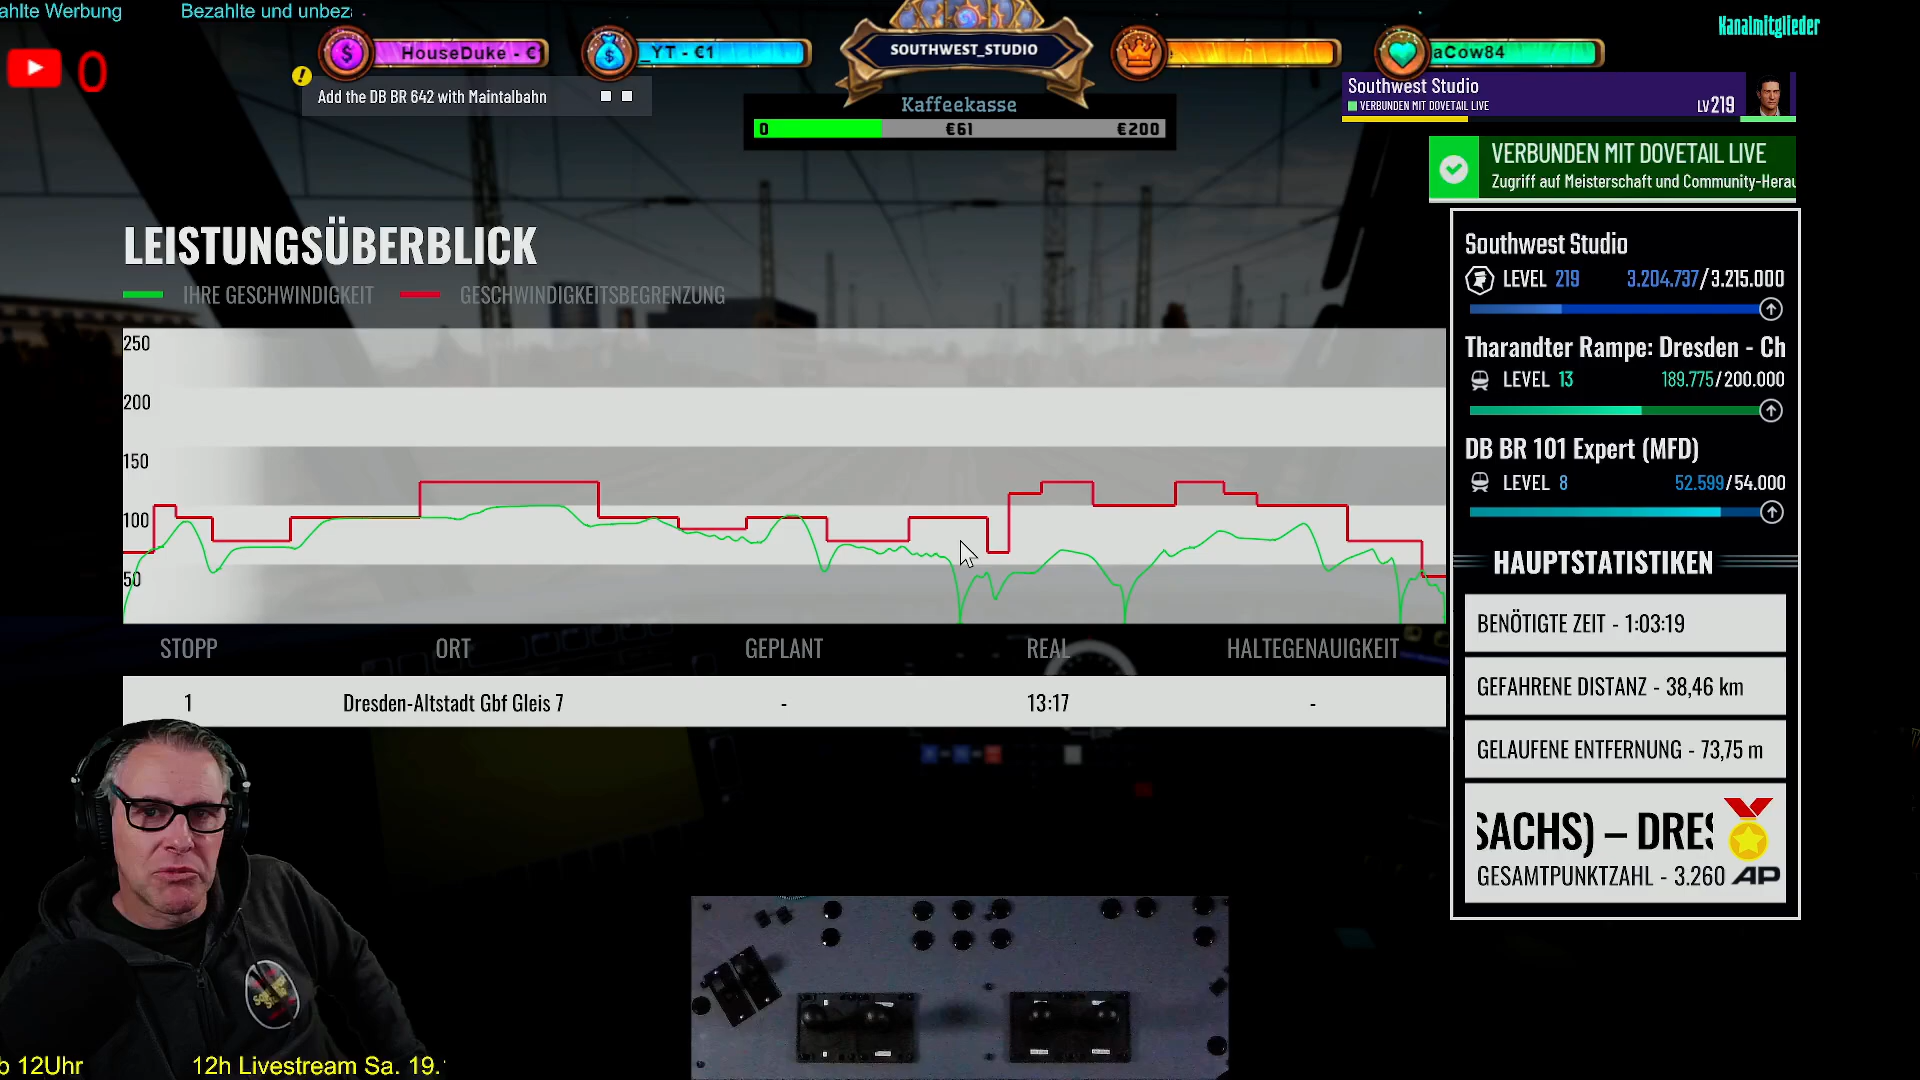 ahlte Werbung
Bezahlte und unbez
Kanalmitglieder
0
HouseDuke - €
_YT - €1
SOUTHWEST_STUDIO
aCow84
Add the DB BR 642 with Maintalbahn
Kaffeekasse
0 €61 €200
Southwest Studio
VERBUNDEN MIT DOVETAIL LIVE
LV 219
VERBUNDEN MIT DOVETAIL LIVE
Zugriff auf Meisterschaft und Community-Herau
LEISTUNGSÜBERBLICK
IHRE GESCHWINDIGKEIT
GESCHWINDIGKEITSBEGRENZUNG
250
200
150
100
50
STOPP ORT GEPLANT REAL HALTEGENAUIGKEIT
1 Dresden-Altstadt Gbf Gleis 7 - 13:17 -
Southwest Studio
LEVEL 219 3.204.737/3.215.000
Tharandter Rampe: Dresden - Ch
LEVEL 13 189.775/200.000
DB BR 101 Expert (MFD)
LEVEL 8 52.599/54.000
HAUPTSTATISTIKEN
BENÖTIGTE ZEIT - 1:03:19
GEFAHRENE DISTANZ - 38,46 km
GELAUFENE ENTFERNUNG - 73,75 m
SACHS) – DRES
GESAMTPUNKTZAHL - 3.260 AP
b 12Uhr
12h Livestream Sa. 19.